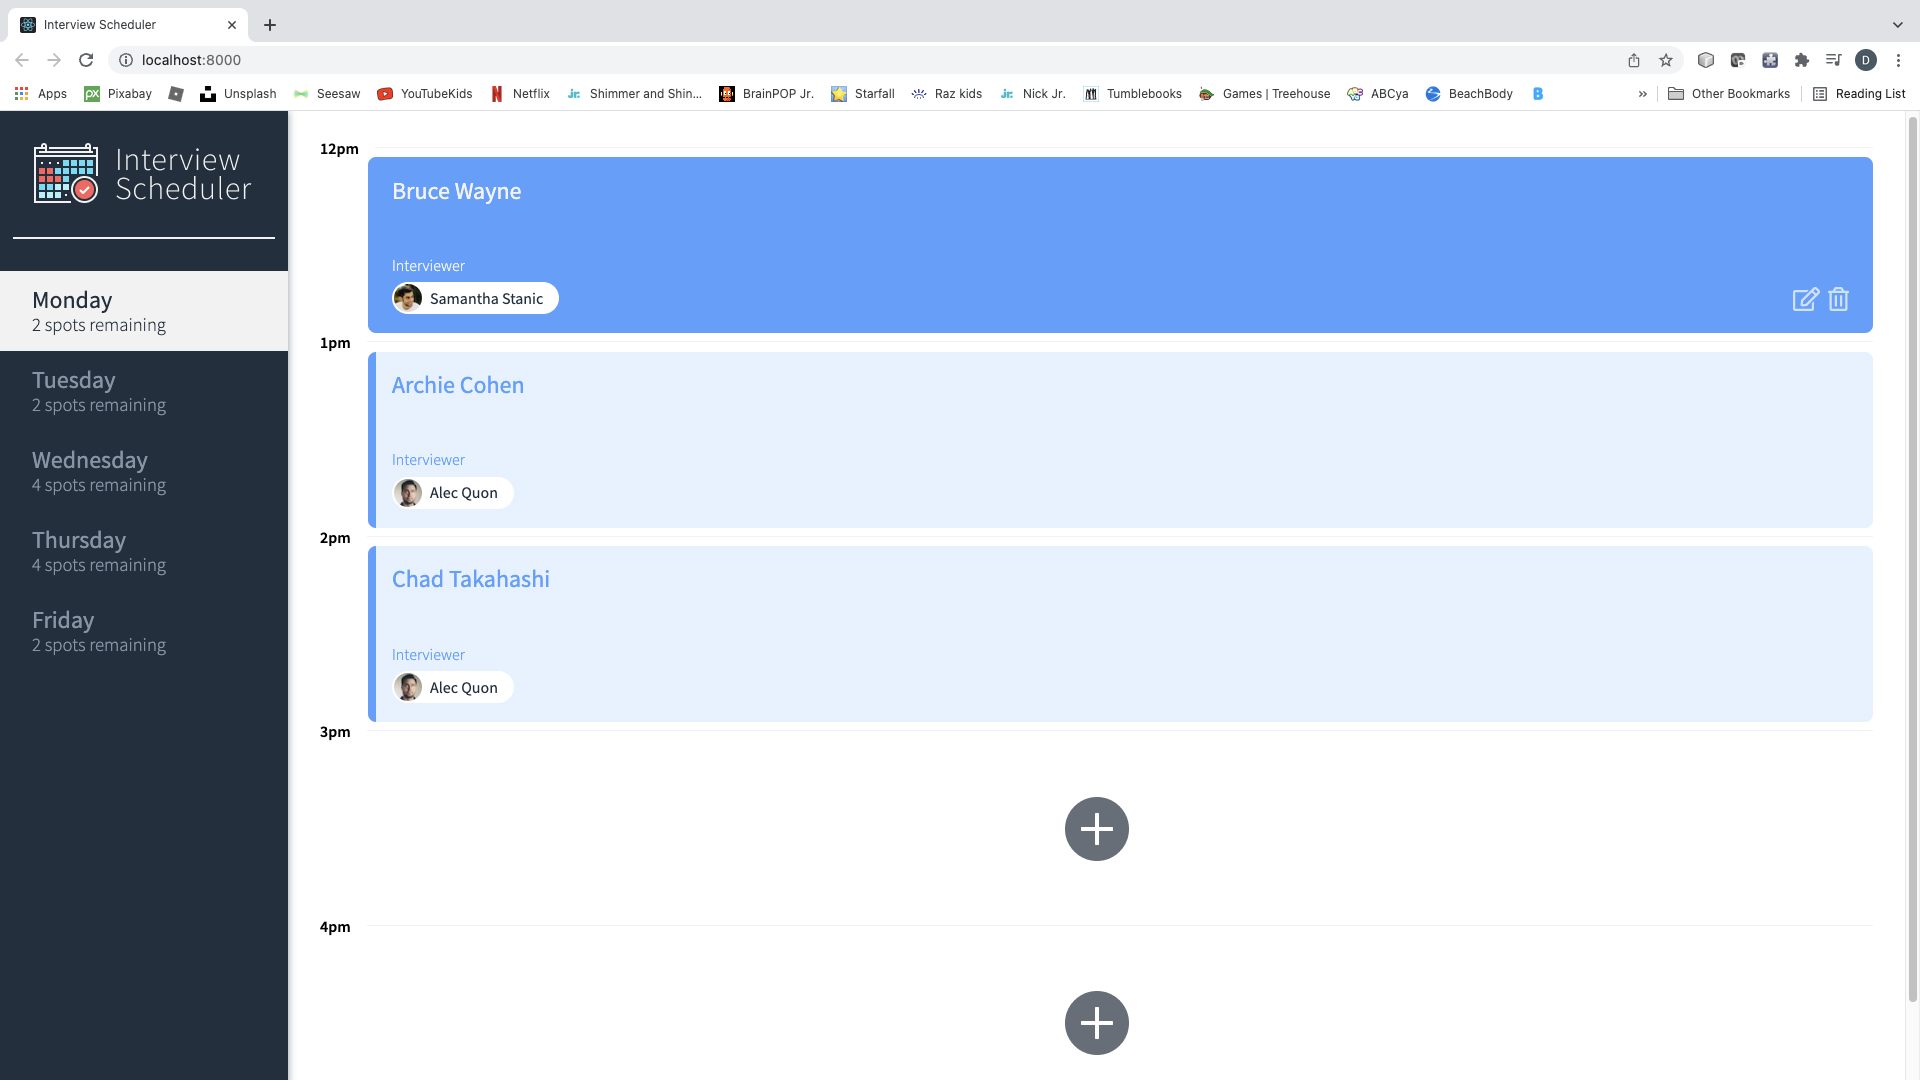 Interview Scheduler
localhost:8000
Apps
px Pixabay
Unsplash
Seesaw
YouTubeKids
Netflix
Jr. Shimmer and Shin...
BrainPOP Jr.
Starfall
Raz kids
Jr. Nick Jr.
Tumblebooks
Games | Treehouse
ABCya
BeachBody
B
»
Other Bookmarks
Reading List
D
Interview
Scheduler
Monday
2 spots remaining
Tuesday
2 spots remaining
Wednesday
4 spots remaining
Thursday
4 spots remaining
Friday
2 spots remaining
12pm
Bruce Wayne
Interviewer
Samantha Stanic
1pm
Archie Cohen
Interviewer
Alec Quon
2pm
Chad Takahashi
Interviewer
Alec Quon
3pm
4pm